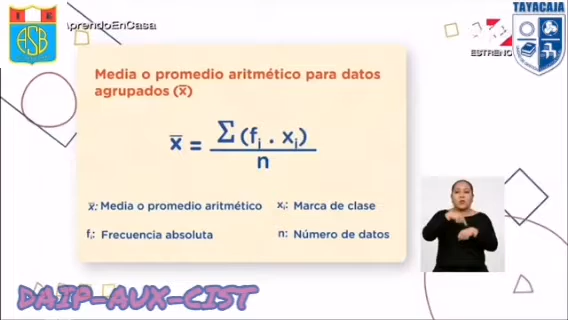 AprendoEnCasa
TAYACAJA
ASB
ESTRENO
Media o promedio aritmético para datos
agrupados (x̅)
x̅ = Σ (fᵢ . xᵢ) / n
x̅: Media o promedio aritmético
xᵢ: Marca de clase
fᵢ: Frecuencia absoluta
n: Número de datos
DAIP-AUX-CIST